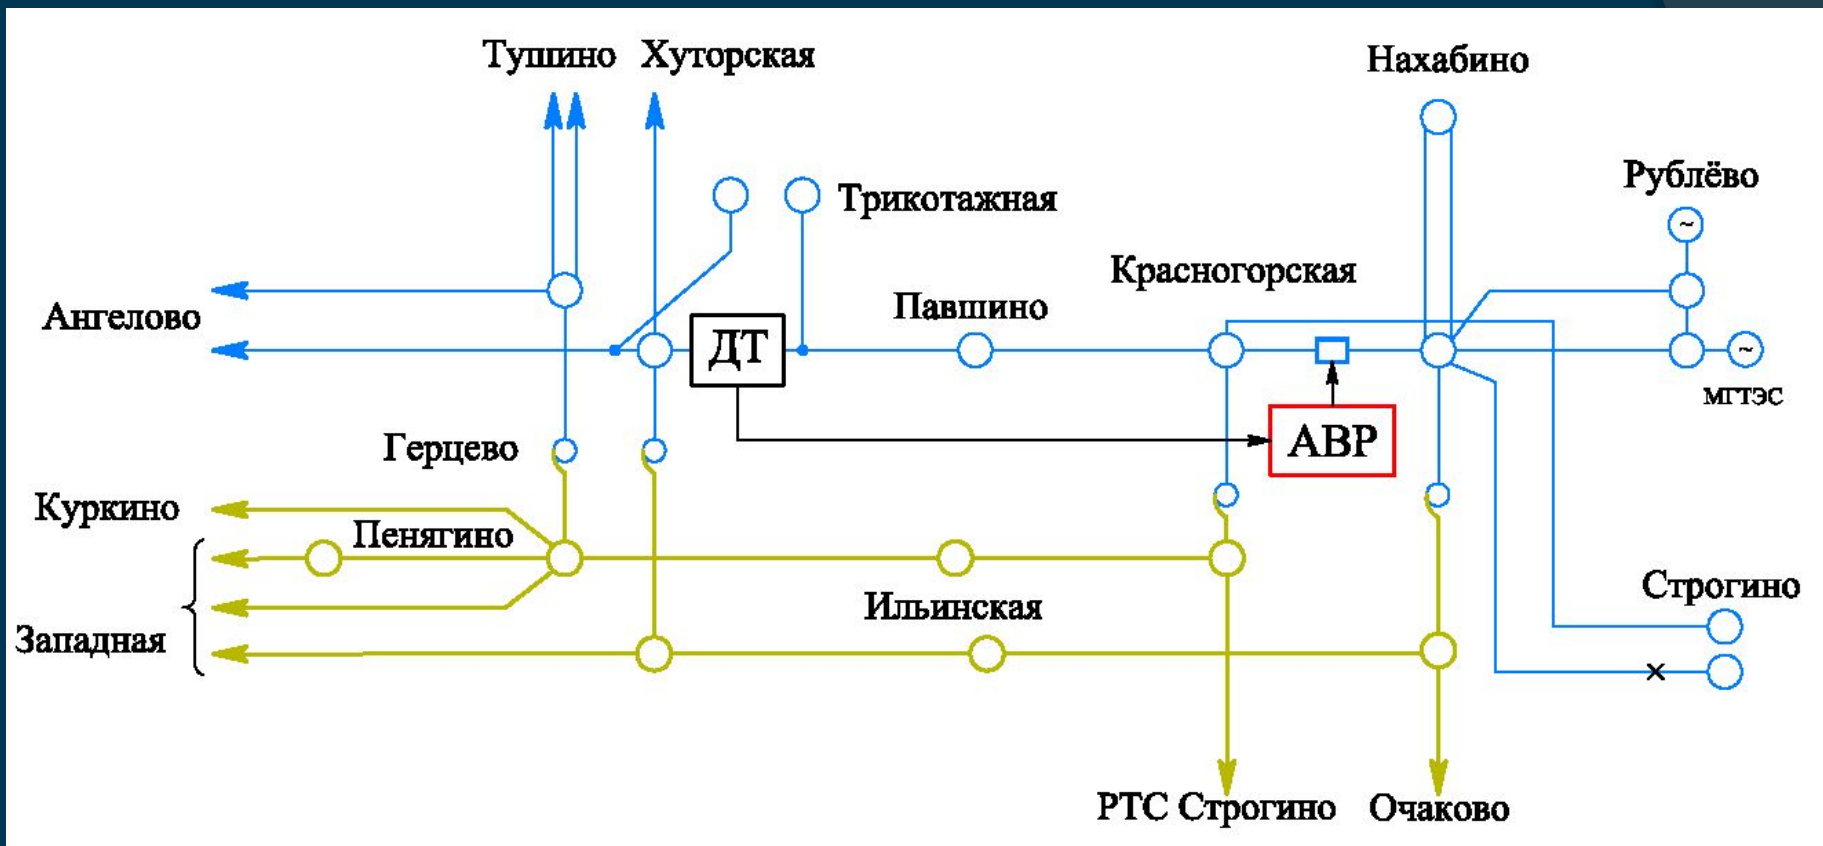 Тушино Хуторская
Нахабино
Рублёво
~
Трикотажная
Красногорская
Павшино
Ангелово
ДТ
~
мгтэс
Герцево
АВР
Куркино
Пенягино
Ильинская
Строгино
Западная
×
РТС Строгино Очаково